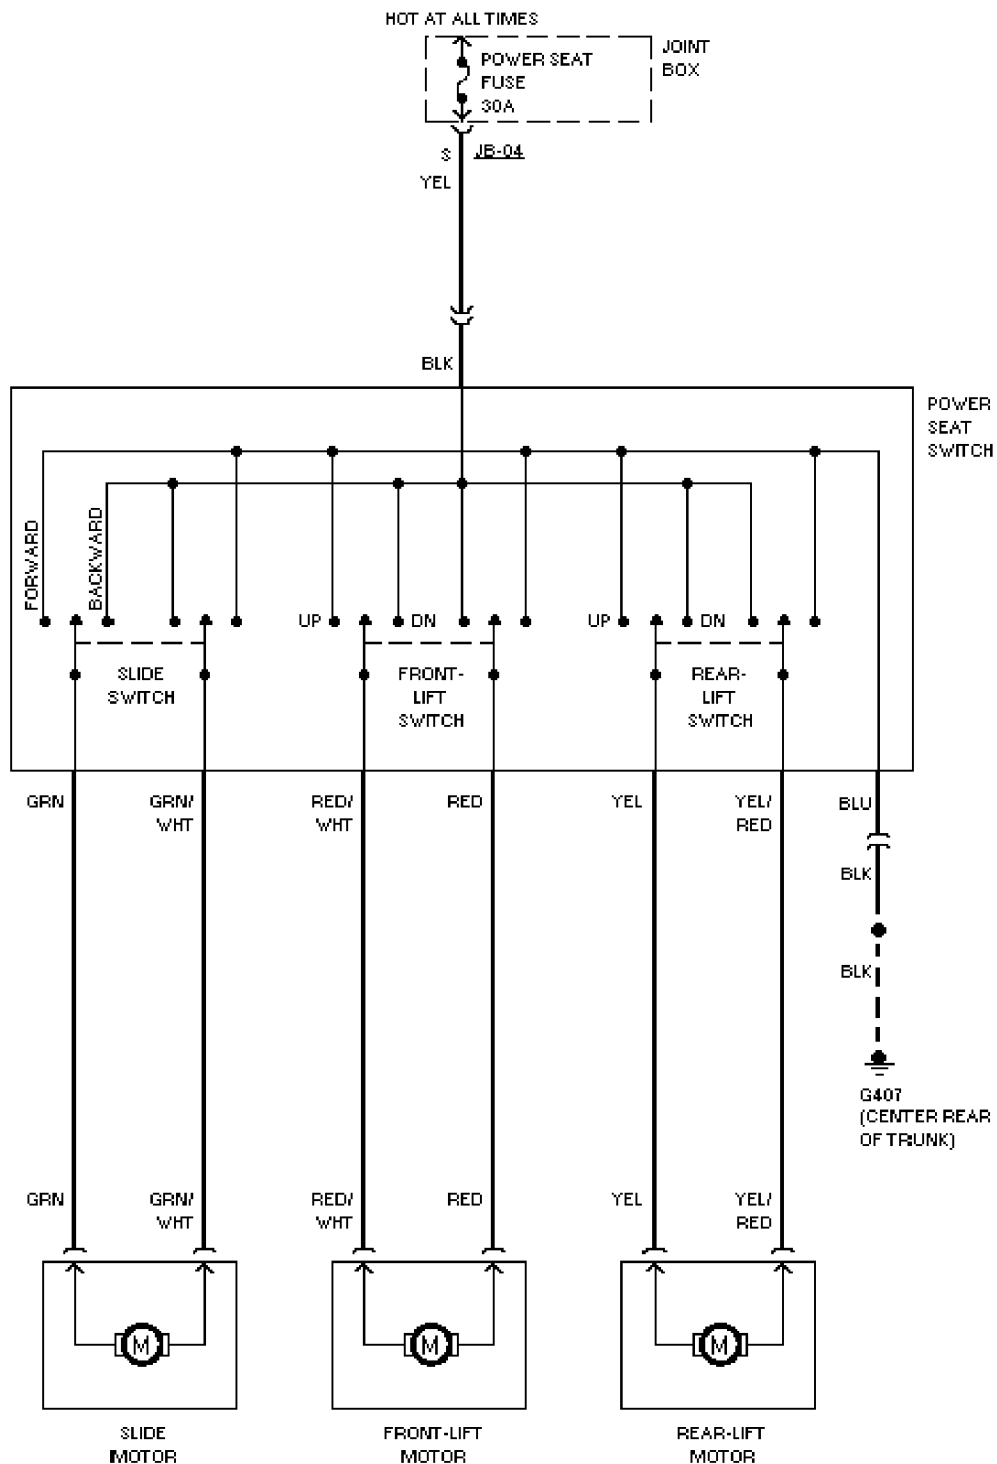 HOT AT ALL TIMES
POWER SEAT
FUSE
30A
JOINT
BOX
S
JB-04
YEL
BLK
POWER
SEAT
SWITCH
FORWARD
BACKWARD
UP
DN
UP
DN
SLIDE
SWITCH
FRONT-
LIFT
SWITCH
REAR-
LIFT
SWITCH
GRN
GRN/
WHT
RED/
WHT
RED
YEL
YEL/
RED
BLU
BLK
BLK
G407
(CENTER REAR
OF TRUNK)
GRN
GRN/
WHT
RED/
WHT
RED
YEL
YEL/
RED
M
M
M
SLIDE
MOTOR
FRONT-LIFT
MOTOR
REAR-LIFT
MOTOR